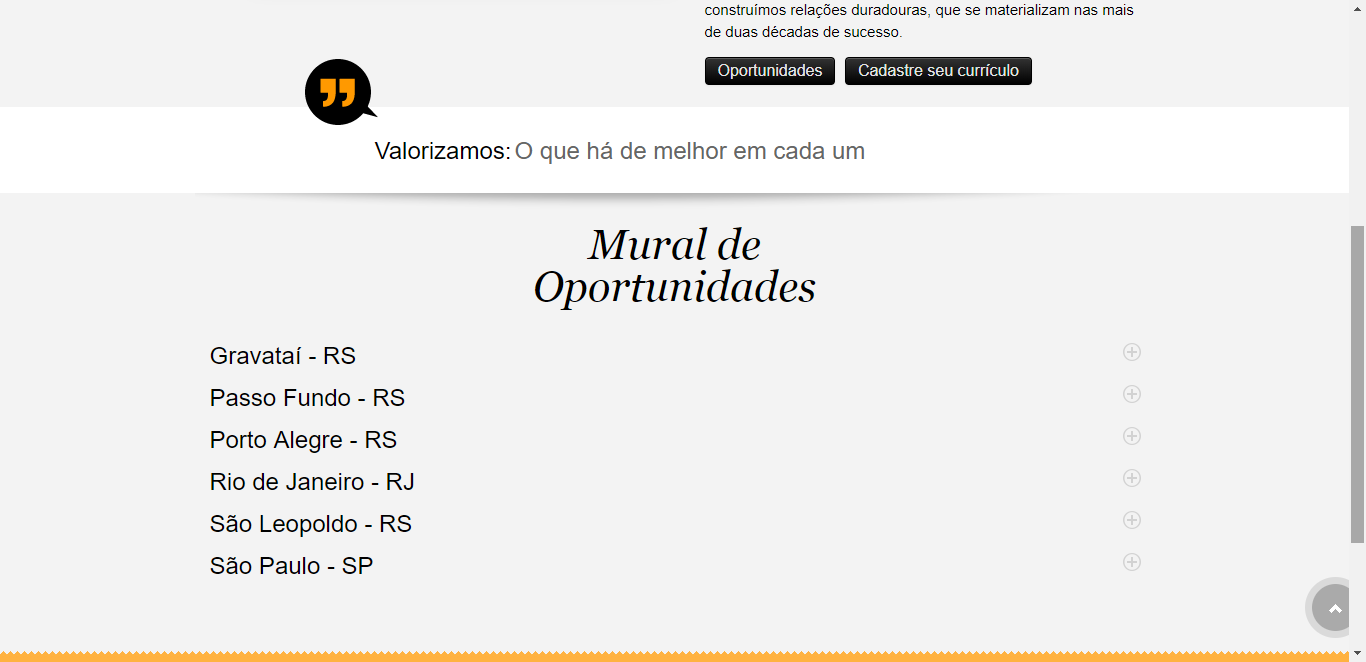 construímos relações duradouras, que se materializam nas mais
de duas décadas de sucesso.
Oportunidades Cadastre seu currículo
Valorizamos: O que há de melhor em cada um
Mural de
Oportunidades
Gravataí - RS
Passo Fundo - RS
Porto Alegre - RS
Rio de Janeiro - RJ
São Leopoldo - RS
São Paulo - SP